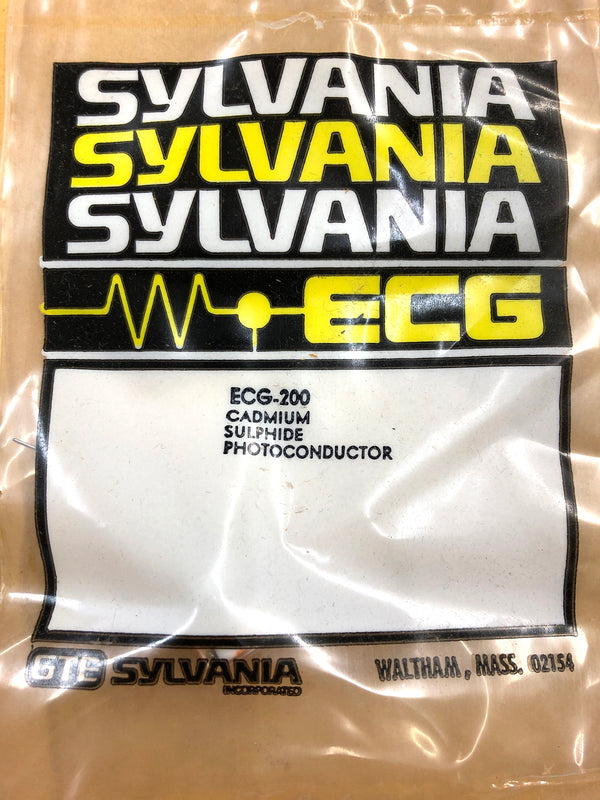 SYLVANIA
SYLVANIA
SYLVANIA
ECG
ECG-200
CADMIUM
SULPHIDE
PHOTOCONDUCTOR
GTE SYLVANIA
INCORPORATED
WALTHAM, MASS. 02154